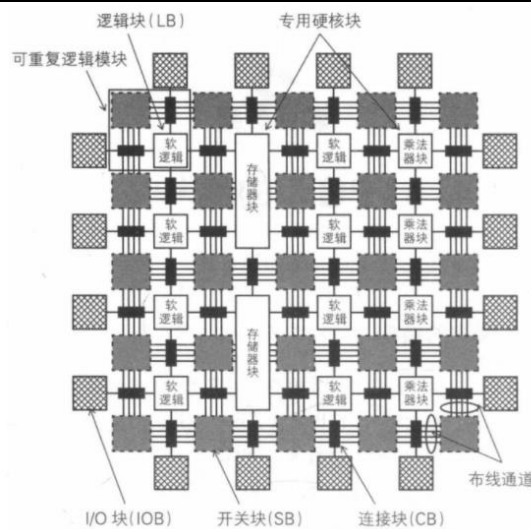 逻辑块(LB)
专用硬核块
可重复逻辑模块
软
逻辑
存
储
器
块
软
逻辑
乘法
器块
软
逻辑
软
逻辑
乘法
器块
软
逻辑
存
储
器
块
软
逻辑
乘法
器块
软
逻辑
软
逻辑
乘法
器块
布线通道
I/O 块(IOB)
开关块(SB)
连接块(CB)